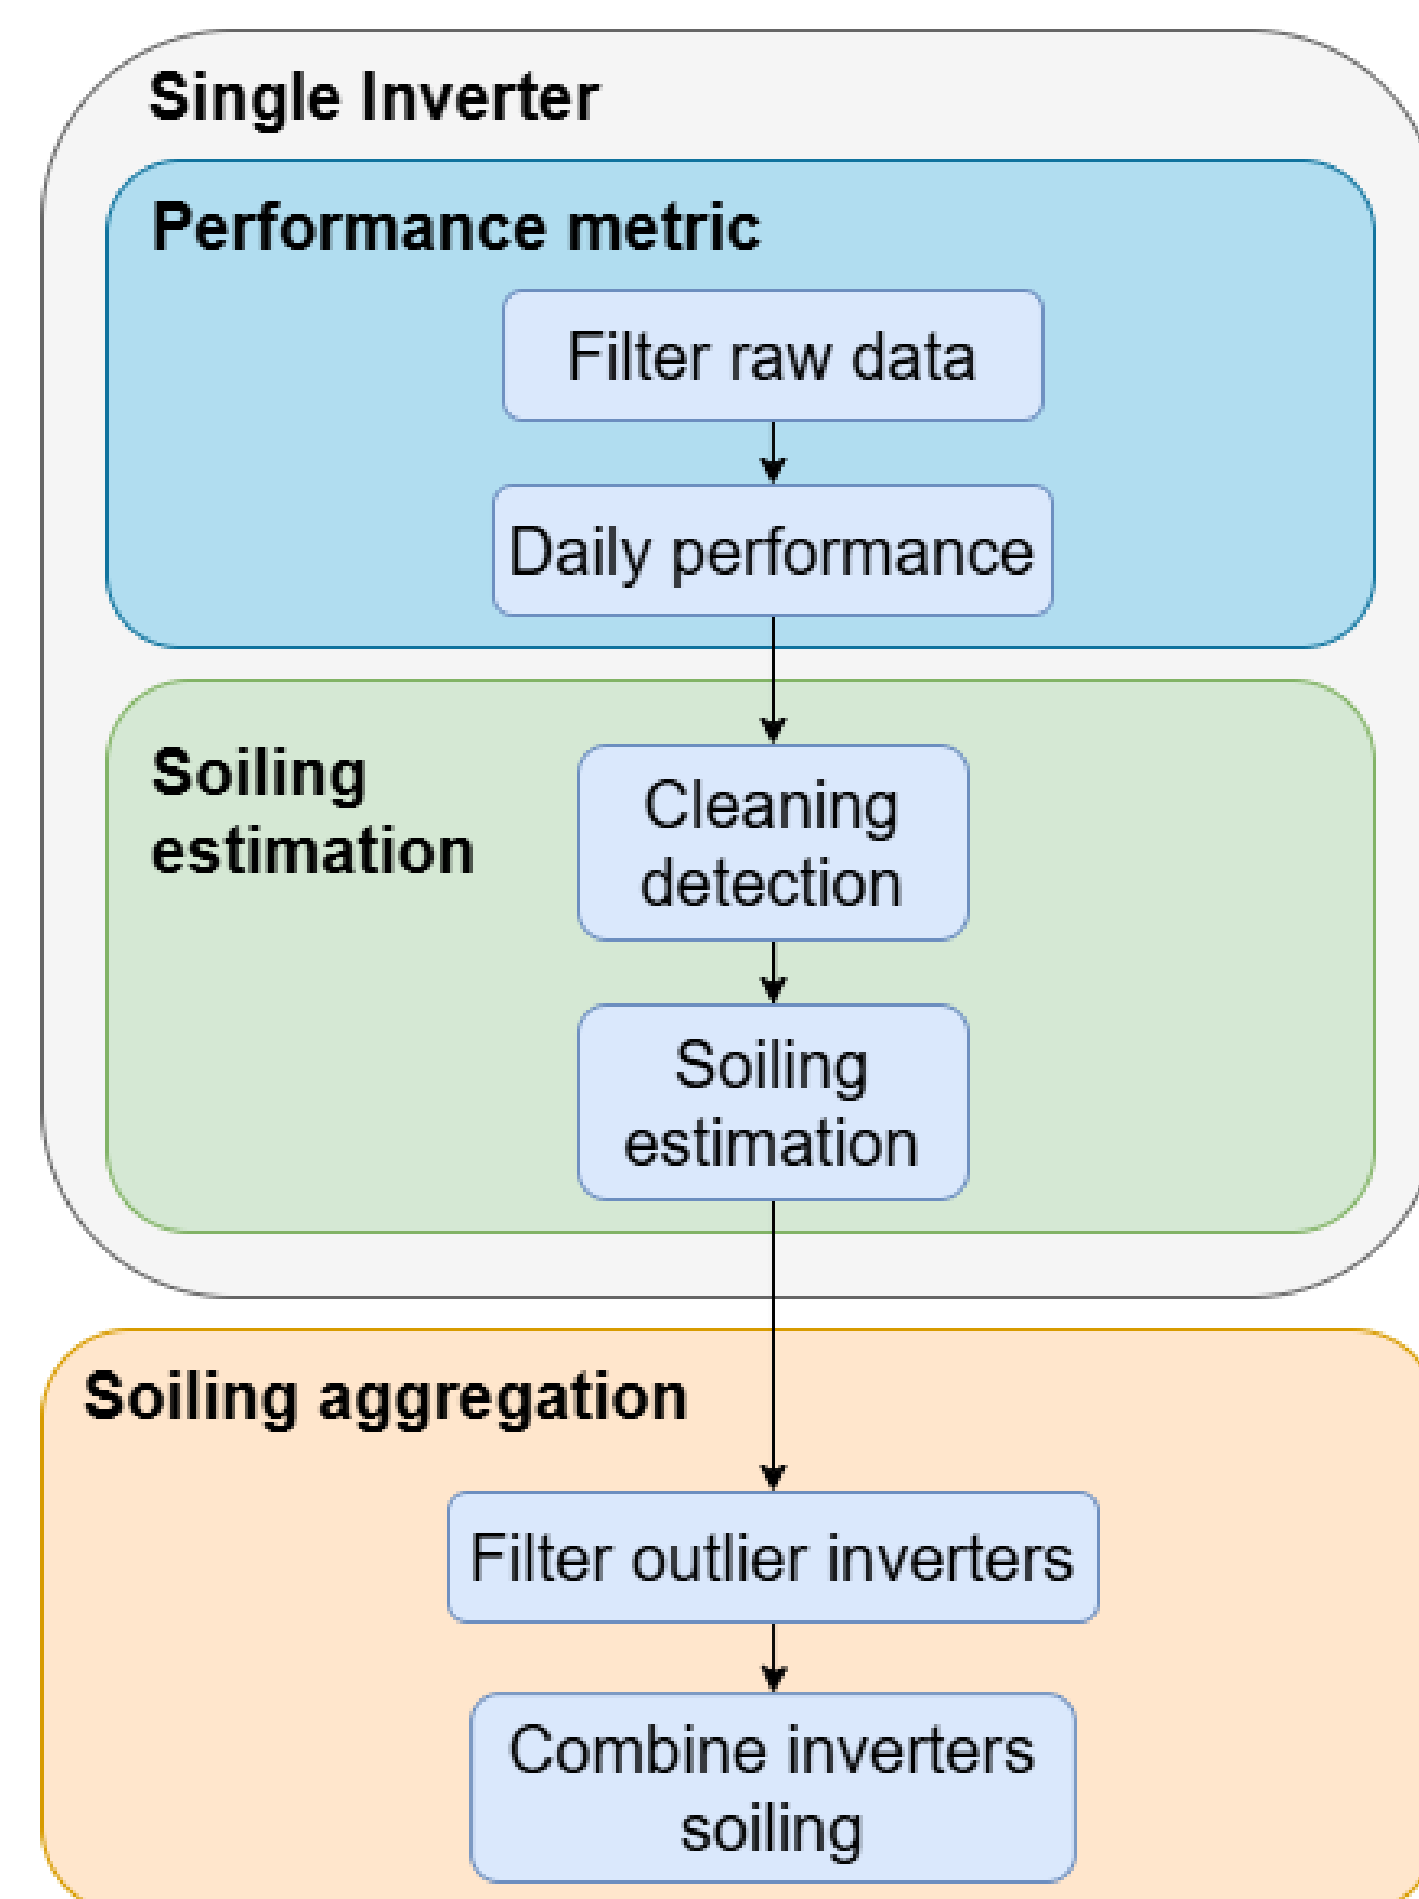 Single Inverter
Performance metric
Filter raw data
Daily performance
Soiling
estimation
Cleaning
detection
Soiling
estimation
Soiling aggregation
Filter outlier inverters
Combine inverters
soiling